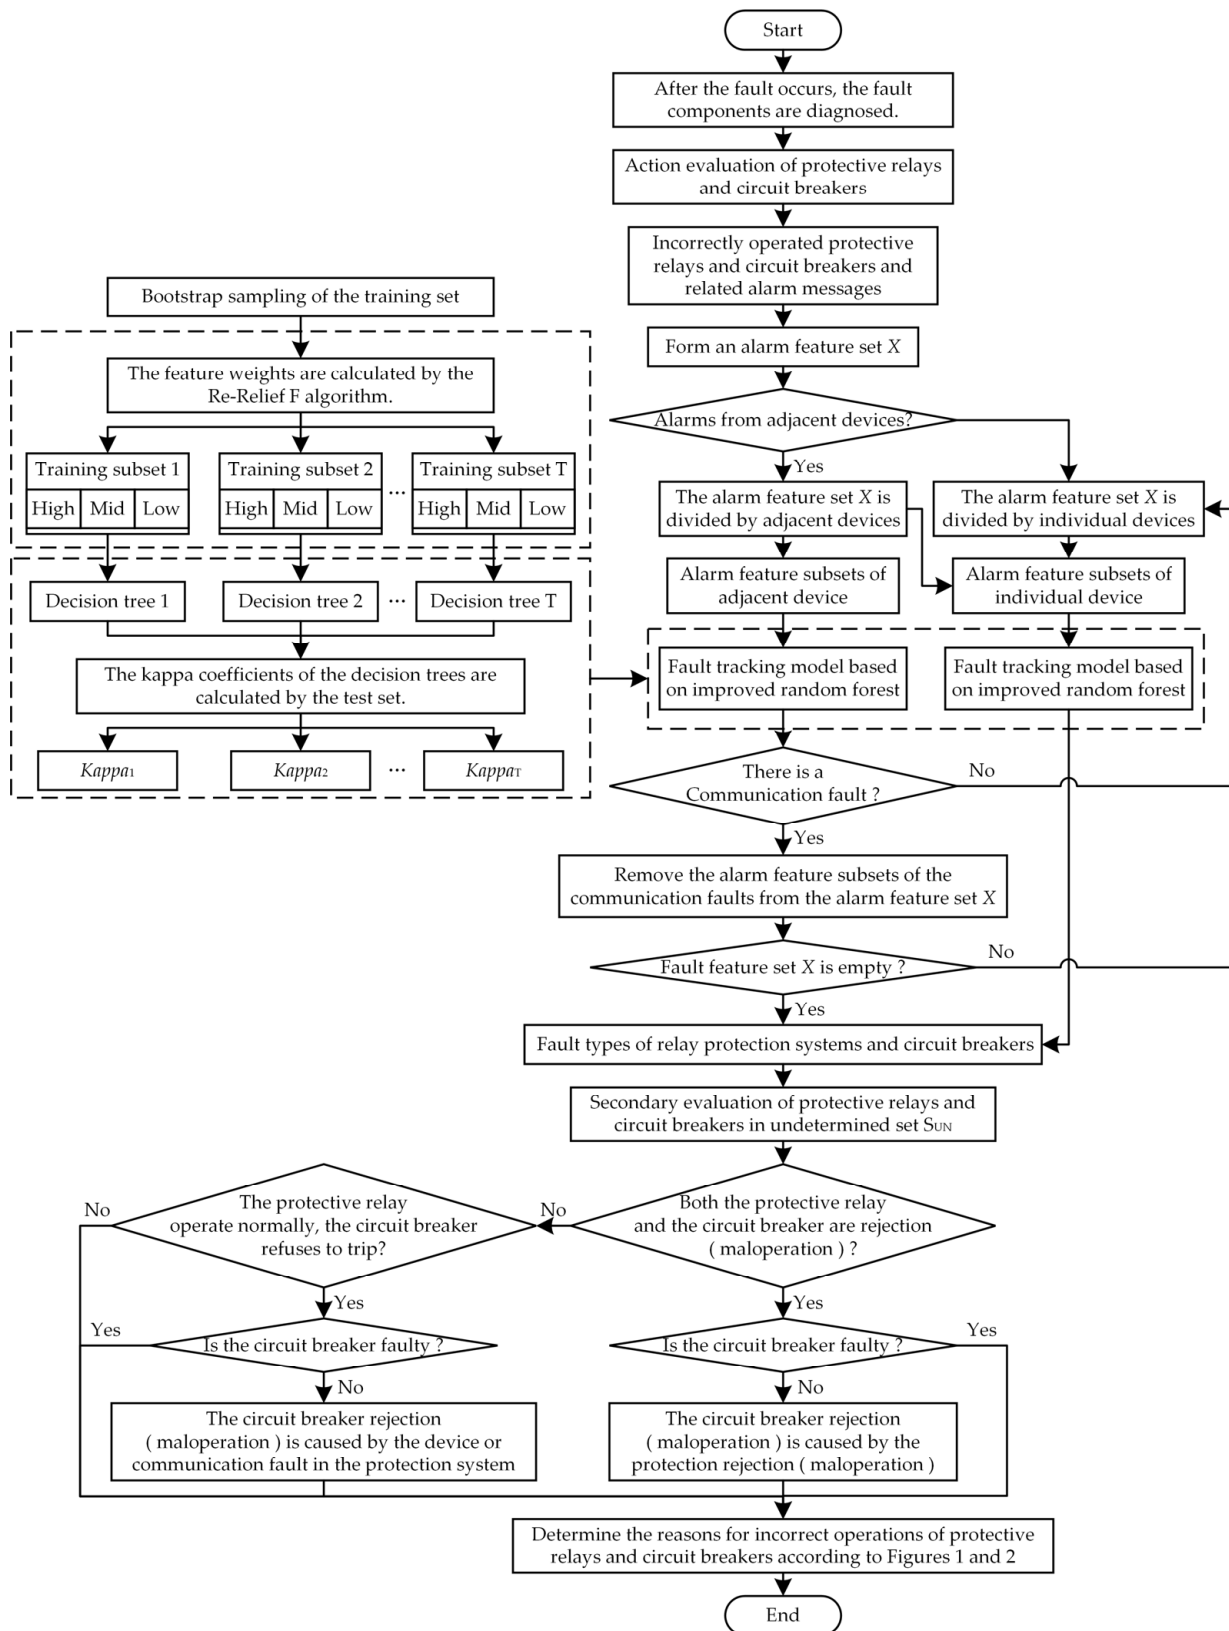 Start
After the fault occurs, the fault
components are diagnosed.
Action evaluation of protective relays
and circuit breakers
Incorrectly operated protective
relays and circuit breakers and
related alarm messages
Form an alarm feature set X
Alarms from adjacent devices?
Yes
The alarm feature set X is
divided by adjacent devices
The alarm feature set X is
divided by individual devices
Alarm feature subsets of
adjacent device
Alarm feature subsets of
individual device
Bootstrap sampling of the training set
The feature weights are calculated by the
Re-Relief F algorithm.
Training subset 1
High Mid Low
Training subset 2
High Mid Low
...
Training subset T
High Mid Low
Decision tree 1
Decision tree 2
...
Decision tree T
The kappa coefficients of the decision trees are
calculated by the test set.
Kappa1
Kappa2
...
KappaT
Fault tracking model based
on improved random forest
Fault tracking model based
on improved random forest
There is a
Communication fault ?
No
Yes
Remove the alarm feature subsets of the
communication faults from the alarm feature set X
Fault feature set X is empty ?
No
Yes
Fault types of relay protection systems and circuit breakers
Secondary evaluation of protective relays and
circuit breakers in undetermined set SUN
Both the protective relay
and the circuit breaker are rejection
( maloperation ) ?
No
The protective relay
operate normally, the circuit breaker
refuses to trip?
No
Yes
Yes
Is the circuit breaker faulty ?
Yes
No
Is the circuit breaker faulty ?
Yes
No
The circuit breaker rejection
( maloperation ) is caused by the device or
communication fault in the protection system
The circuit breaker rejection
( maloperation ) is caused by the
protection rejection ( maloperation )
Determine the reasons for incorrect operations of protective
relays and circuit breakers according to Figures 1 and 2
End